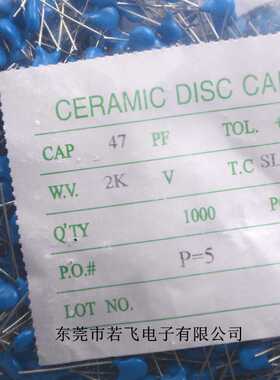 CERAMIC DISC CA
CAP 47 PF TOL.
W.V. 2K V T.C SL
Q'TY 1000 P
P.O.# P=5
LOT NO.
东莞市若飞电子有限公司